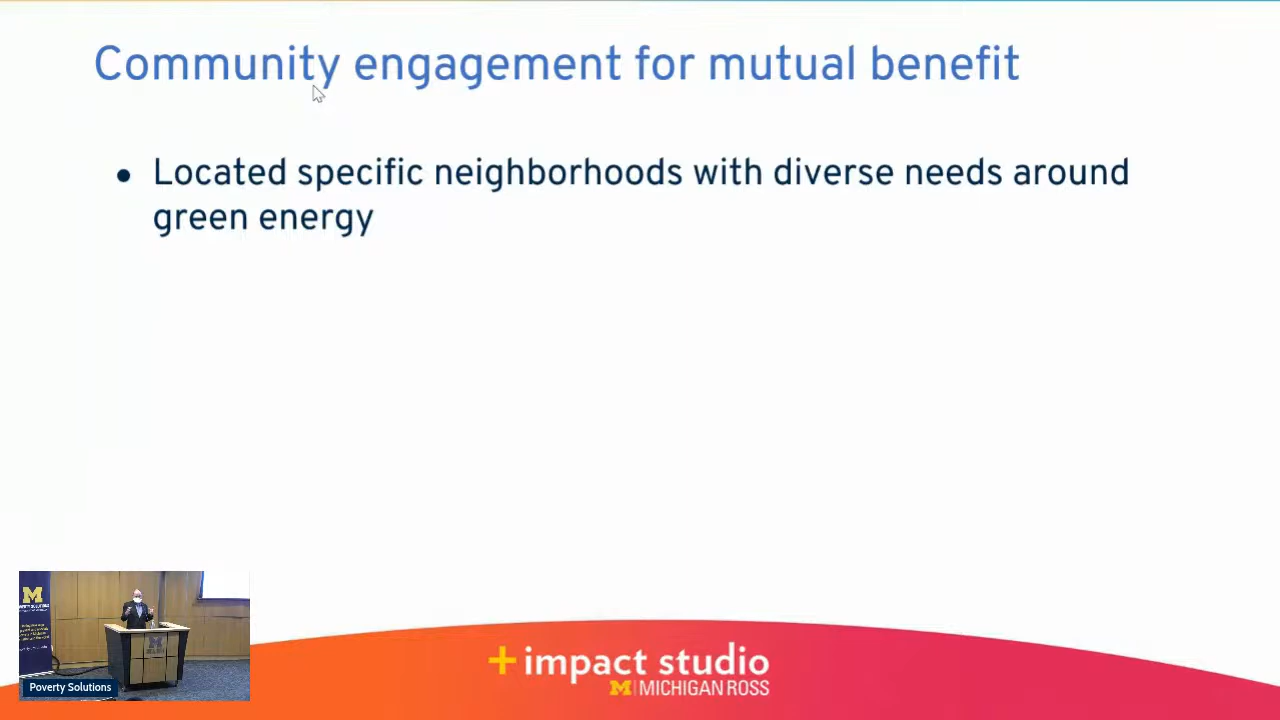 Community engagement for mutual benefit
• Located specific neighborhoods with diverse needs around
green energy
+impact studio
M | MICHIGAN ROSS
M
Poverty Solutions